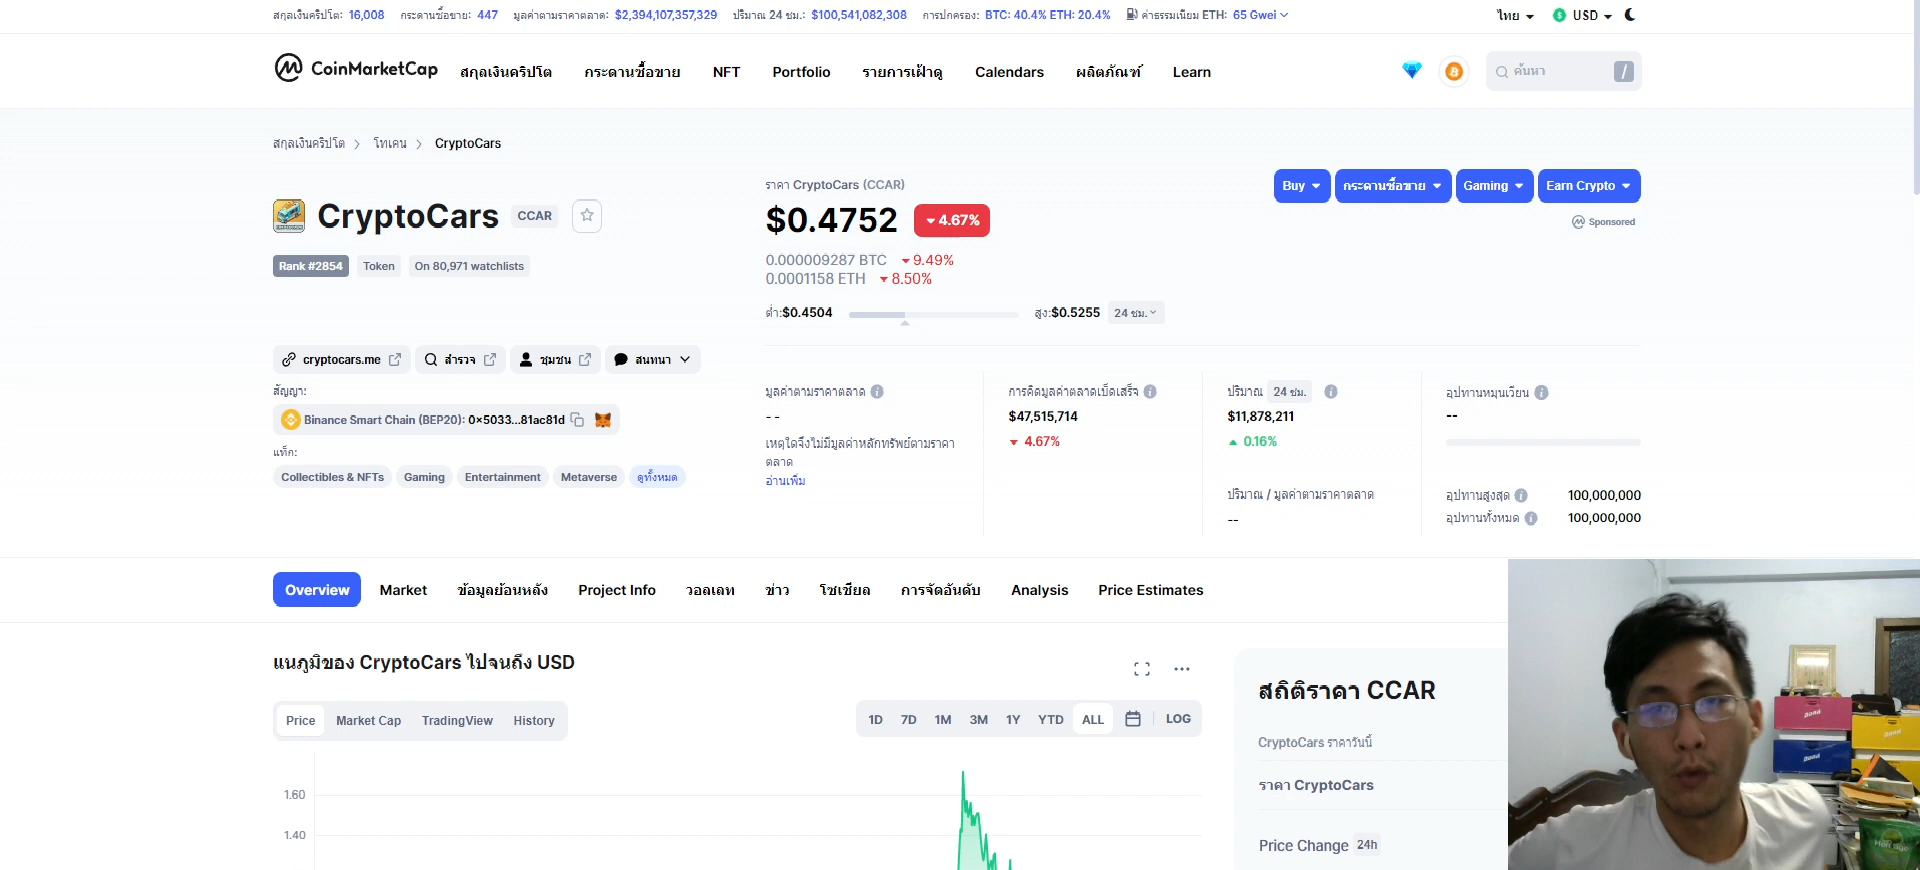 สกุลเงินคริปโต: 16,008 กระดานซื้อขาย: 447 มูลค่าตามราคาตลาด: $2,394,107,357,329 ปริมาณ 24 ชม.: $100,541,082,308 การปกครอง: BTC: 40.4% ETH: 20.4% ค่าธรรมเนียม ETH: 65 Gwei ไทย USD
CoinMarketCap สกุลเงินคริปโต กระดานซื้อขาย NFT Portfolio รายการเฝ้าดู Calendars ผลิตภัณฑ์ Learn ค้นหา /
สกุลเงินคริปโต > โทเคน > CryptoCars
CryptoCars CCAR
Rank #2854 Token On 80,971 watchlists
ราคา CryptoCars (CCAR)
$0.4752 4.67%
0.000009287 BTC 9.49%
0.0001158 ETH 8.50%
ต่ำ:$0.4504 สูง:$0.5255 24 ชม.
Buy กระดานซื้อขาย Gaming Earn Crypto
Sponsored
cryptocars.me สำรวจ ชุมชน สนทนา
สัญญา:
Binance Smart Chain (BEP20): 0x5033...81ac81d
แท็ก:
Collectibles & NFTs Gaming Entertainment Metaverse ดูทั้งหมด
มูลค่าตามราคาตลาด
--
เหตุใดจึงไม่มีมูลค่าหลักทรัพย์ตามราคา
ตลาด
อ่านเพิ่ม
การคิดมูลค่าตลาดเบ็ดเสร็จ
$47,515,714
4.67%
ปริมาณ 24 ชม.
$11,878,211
0.16%
ปริมาณ / มูลค่าตามราคาตลาด
--
อุปทานหมุนเวียน
--
อุปทานสูงสุด 100,000,000
อุปทานทั้งหมด 100,000,000
Overview Market ข้อมูลย้อนหลัง Project Info วอลเลท ข่าว โซเชียล การจัดอันดับ Analysis Price Estimates
แผนภูมิของ CryptoCars ไปจนถึง USD
Price Market Cap TradingView History
1D 7D 1M 3M 1Y YTD ALL LOG
1.60
1.40
สถิติราคา CCAR
CryptoCars ราคาวันนี้
ราคา CryptoCars
Price Change 24h